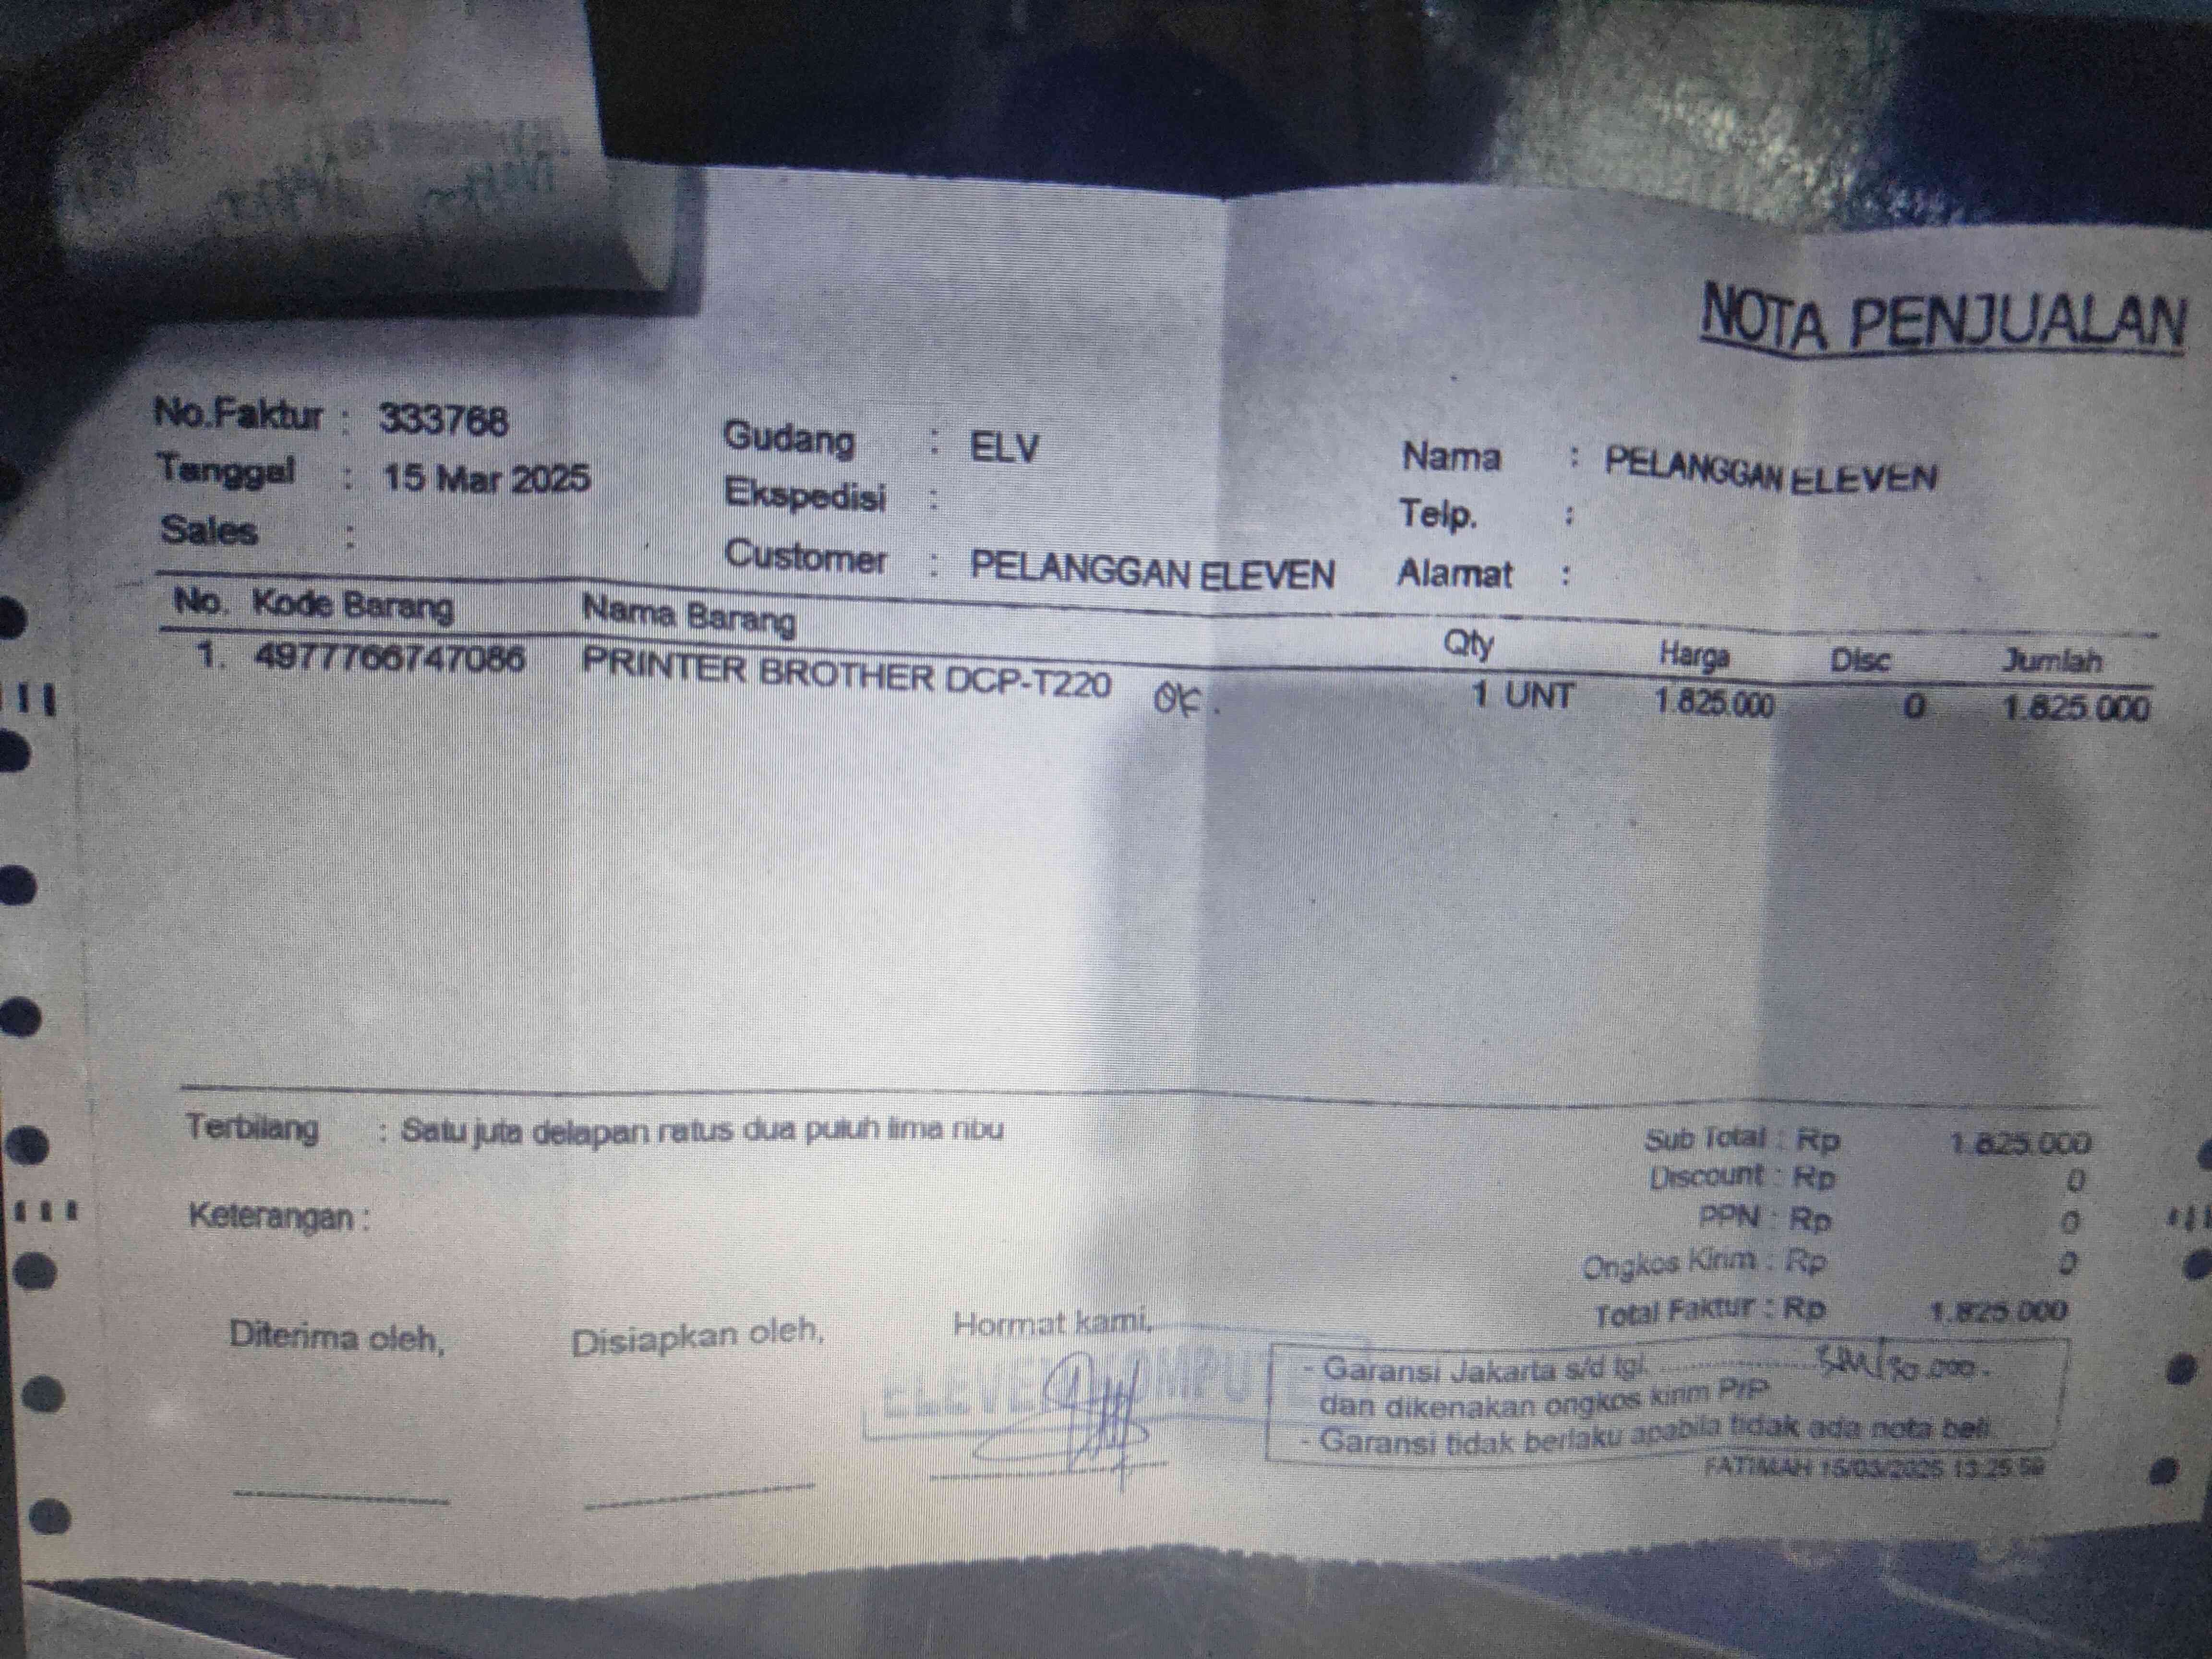 NOTA PENJUALAN
No.Faktur : 333768
Tanggal : 15 Mar 2025
Sales :
Gudang : ELV
Ekspedisi :
Customer : PELANGGAN ELEVEN
Nama : PELANGGAN ELEVEN
Telp. :
Alamat :
No. Kode Barang Nama Barang Qty Harga Disc Jumlah
1. 4977766747086 PRINTER BROTHER DCP-T220 OK. 1 UNT 1.825.000 0 1.825.000
Terbilang : Satu juta delapan ratus dua puluh lima ribu
Keterangan :
Sub Total : Rp 1.825.000
Discount : Rp 0
PPN : Rp 0
Ongkos Kirim : Rp 0
Total Faktur : Rp 1.825.000
Diterima oleh, Disiapkan oleh, Hormat kami,
ELEVEN KOMPU
- Garansi Jakarta s/d tgl.
dan dikenakan ongkos kirim P/P
- Garansi tidak berlaku apabila tidak ada nota beli.
FATIMAH 15/03/2025 13:25: